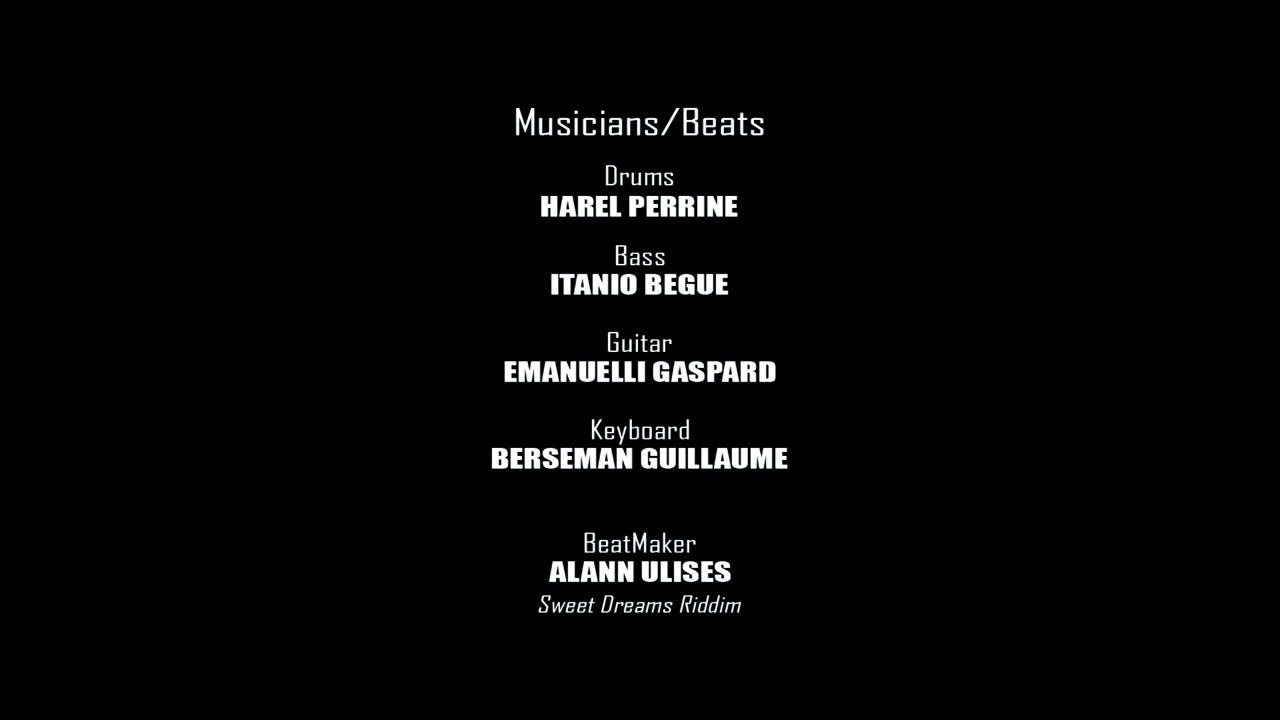 Musicians/Beats
Drums
HAREL PERRINE
Bass
ITANIO BEGUE
Guitar
EMANUELLI GASPARD
Keyboard
BERSEMAN GUILLAUME
BeatMaker
ALANN ULISES
Sweet Dreams Riddim